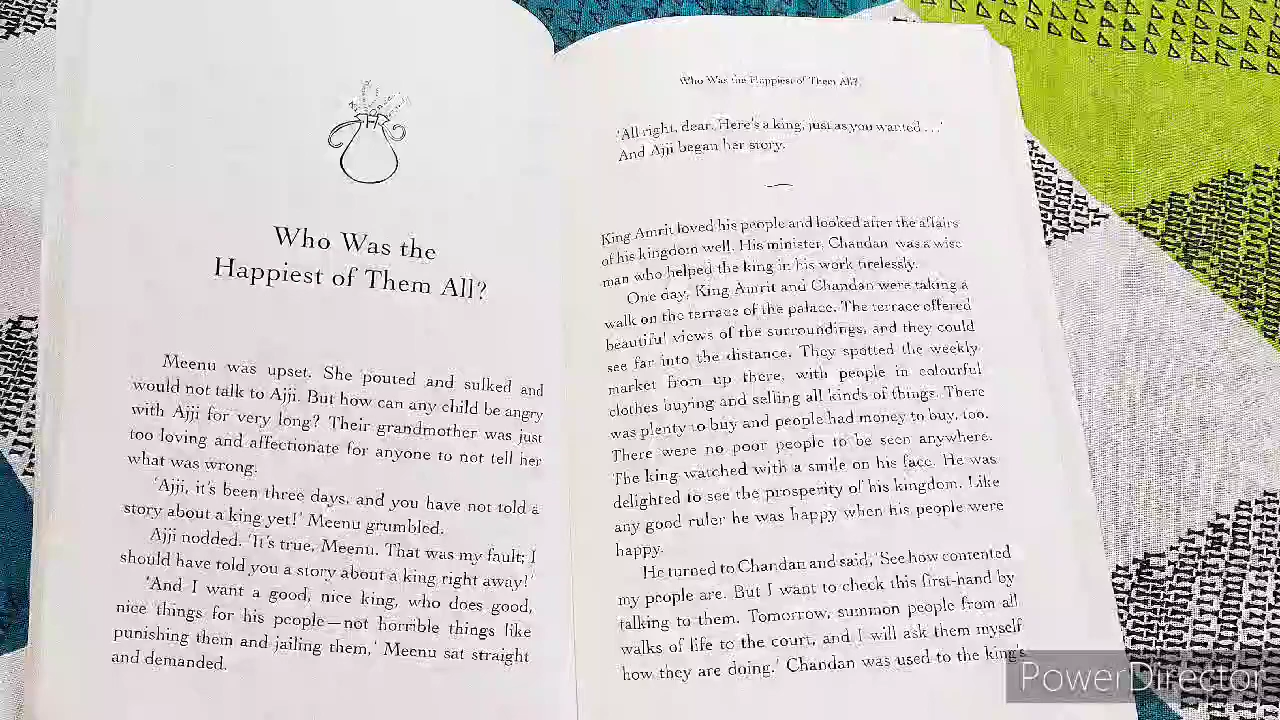 Who Was the
Happiest of Them All?
Meenu was upset. She pouted and sulked and
would not talk to Ajji. But how can any child be angry
with Ajji for very long? Their grandmother was just
too loving and affectionate for anyone to not tell her
what was wrong.
'Ajji, it's been three days, and you have not told a
story about a king yet!' Meenu grumbled.
Ajji nodded. 'It's true, Meenu. That was my fault; I
should have told you a story about a king right away!'
'And I want a good, nice king, who does good,
nice things for his people—not horrible things like
punishing them and jailing them,' Meenu sat straight
and demanded.
Who Was the Happiest of Them All?
'All right, dear. Here's a king, just as you wanted . . .'
And Ajji began her story.
King Amrit loved his people and looked after the affairs
of his kingdom well. His minister, Chandan was a wise
man who helped the king in his work tirelessly.
One day, King Amrit and Chandan were taking a
walk on the terrace of the palace. The terrace offered
beautiful views of the surroundings, and they could
see far into the distance. They spotted the weekly
market from up there, with people in colourful
clothes buying and selling all kinds of things. There
was plenty to buy and people had money to buy, too.
There were no poor people to be seen anywhere.
The king watched with a smile on his face. He was
delighted to see the prosperity of his kingdom. Like
any good ruler he was happy when his people were
happy.
He turned to Chandan and said, 'See how contented
my people are. But I want to check this first-hand by
talking to them. Tomorrow, summon people from all
walks of life to the court, and I will ask them myself
how they are doing.' Chandan was used to the king's
PowerDirector